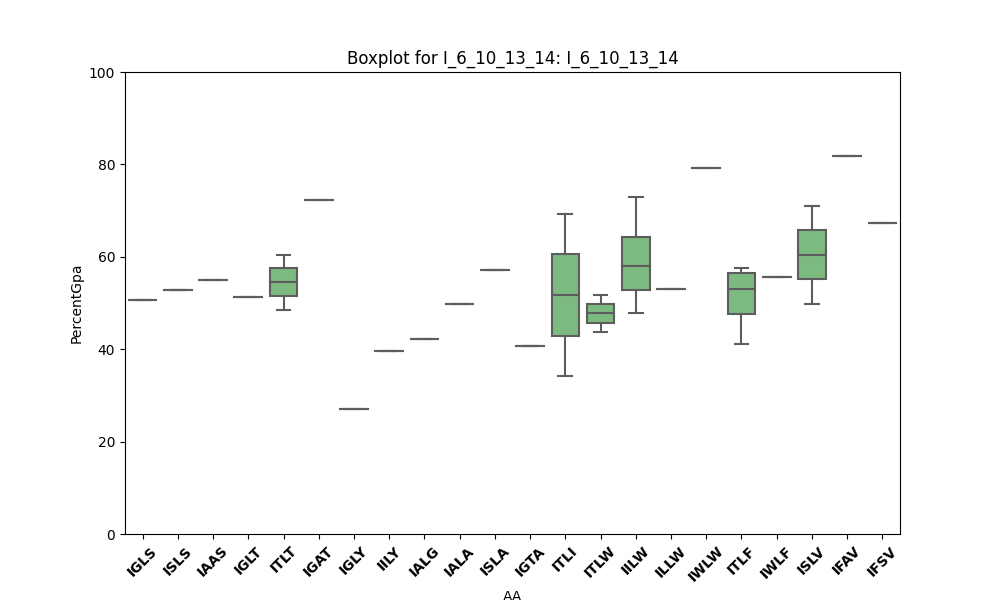 Boxplot for I_6_10_13_14: I_6_10_13_14
100
80
60
40
20
0
PercentGpa
IGLS
ISLS
IAAS
IGLT
ITLT
IGAT
IGLY
IILY
IALG
IALA
ISLA
IGTA
ITLI
ITLW
IILW
ILLW
IWLW
ITLF
IWLF
ISLV
IFAV
IFSV
AA